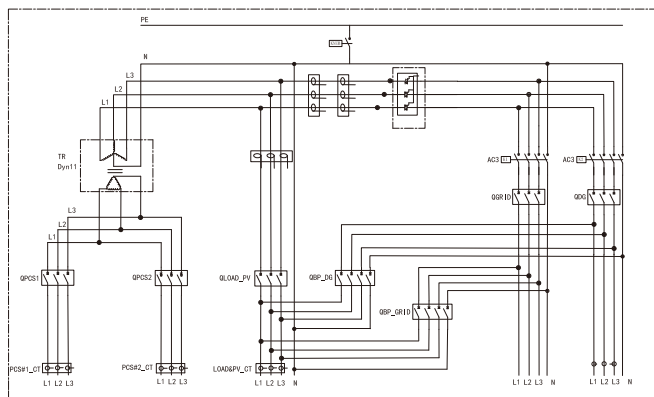 PE
N
L3
L2
L1
TR
Dyn11
AC3
AC3
QGRID
QDG
L3
L2
L1
QPCS1
QPCS2
QLOAD_PV
QBP_DG
QBP_GRID
PCS#1_CT
PCS#2_CT
LOAD&PV_CT
L1 L2 L3
L1 L2 L3
L1 L2 L3 N
L1 L2 L3 N
L1 L2 L3 N